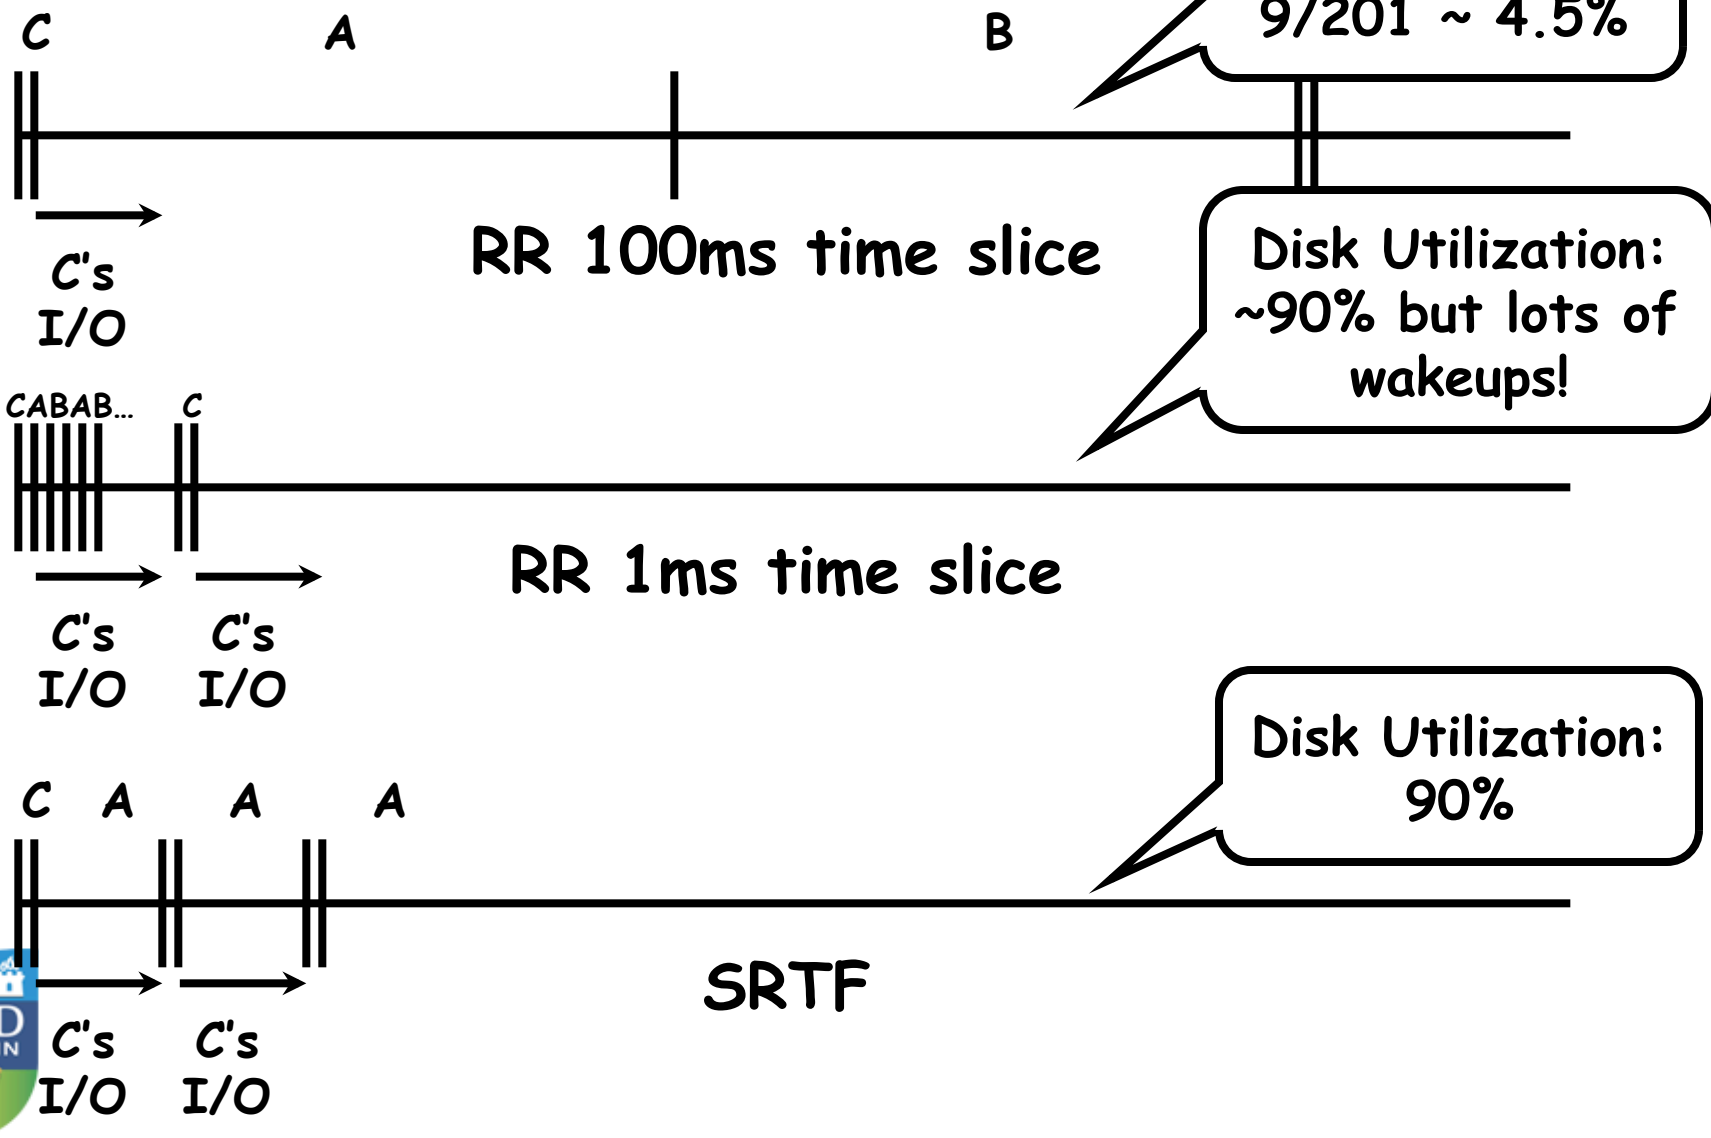 C A B
9/201 ~ 4.5%
C's
I/O
RR 100ms time slice
Disk Utilization:
~90% but lots of
wakeups!
CABAB... C
C's
I/O
C's
I/O
RR 1ms time slice
Disk Utilization:
90%
C A A A
C's
I/O
C's
I/O
SRTF
D
IN